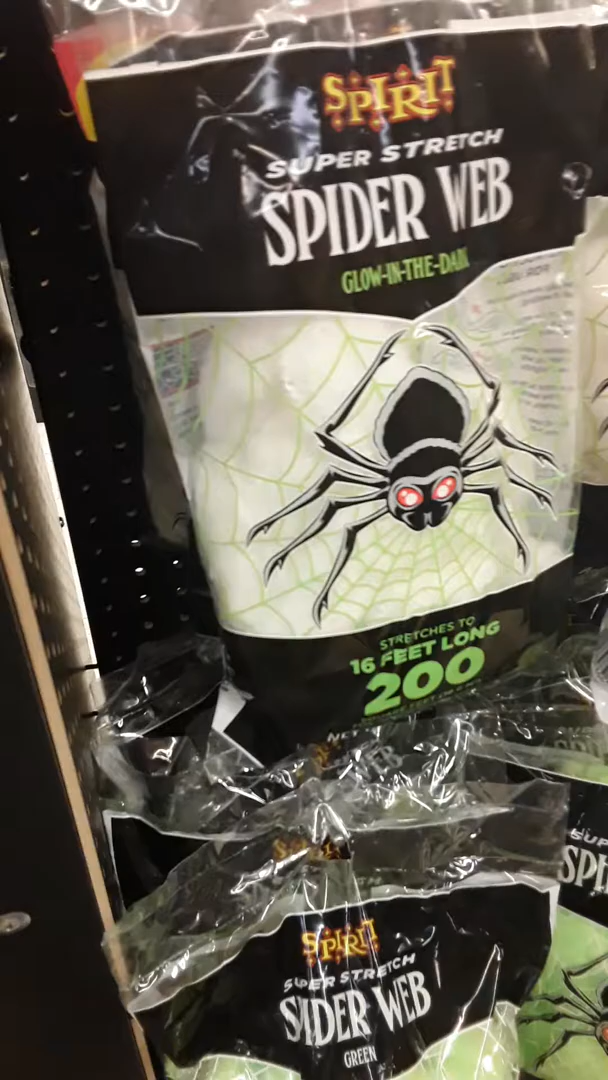 SPIRIT
SUPER STRETCH
SPIDER WEB
GLOW-IN-THE-DARK
STRETCHES TO
16 FEET LONG
200
NET
SPIRIT
SUPER STRETCH
SPIDER WEB
GREEN